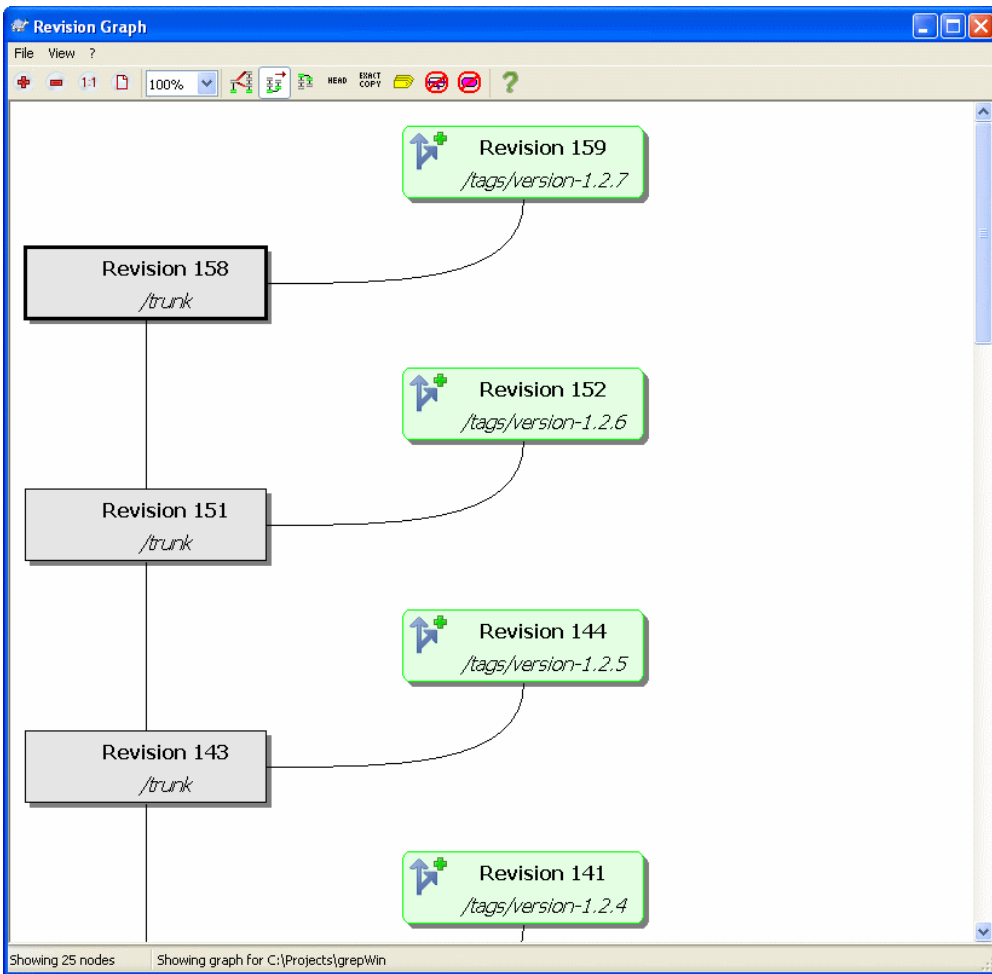 Revision Graph
File View ?
1:1 100% HEAD EXACT COPY ?
Revision 159
/tags/version-1.2.7
Revision 158
/trunk
Revision 152
/tags/version-1.2.6
Revision 151
/trunk
Revision 144
/tags/version-1.2.5
Revision 143
/trunk
Revision 141
/tags/version-1.2.4
Showing 25 nodes Showing graph for C:\Projects\grepWin